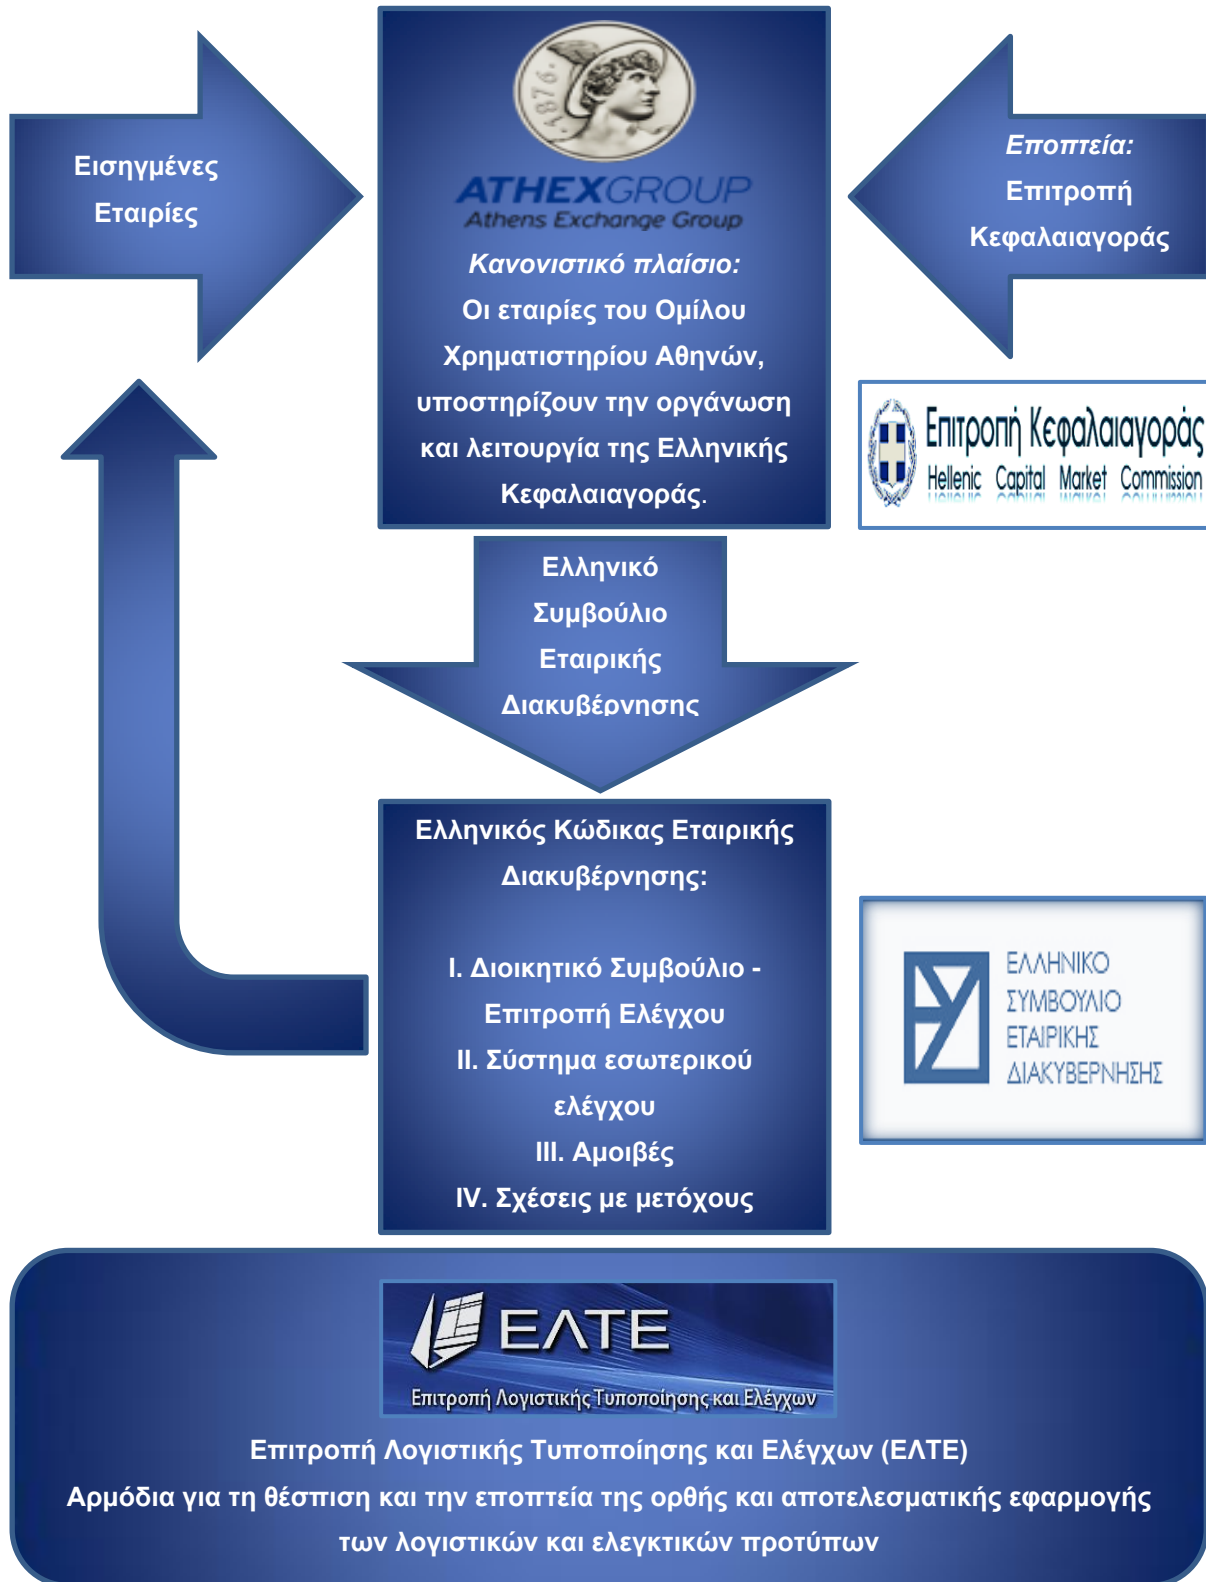 Εισηγμένες
Εταιρίες
·1876·
ATHEXGROUP
Athens Exchange Group
Κανονιστικό πλαίσιο:
Οι εταιρίες του Ομίλου
Χρηματιστηρίου Αθηνών,
υποστηρίζουν την οργάνωση
και λειτουργία της Ελληνικής
Κεφαλαιαγοράς.
Εποπτεία:
Επιτροπή
Κεφαλαιαγοράς
Επιτροπή Κεφαλαιαγοράς
Hellenic Capital Market Commission
Ελληνικό
Συμβούλιο
Εταιρικής
Διακυβέρνησης
Ελληνικός Κώδικας Εταιρικής
Διακυβέρνησης:
I. Διοικητικό Συμβούλιο -
Επιτροπή Ελέγχου
II. Σύστημα εσωτερικού
ελέγχου
III. Αμοιβές
IV. Σχέσεις με μετόχους
ΕΛΛΗΝΙΚΟ
ΣΥΜΒΟΥΛΙΟ
ΕΤΑΙΡΙΚΗΣ
ΔΙΑΚΥΒΕΡΝΗΣΗΣ
ΕΛΤΕ
Επιτροπή Λογιστικής Τυποποίησης και Ελέγχων
Επιτροπή Λογιστικής Τυποποίησης και Ελέγχων (ΕΛΤΕ)
Αρμόδια για τη θέσπιση και την εποπτεία της ορθής και αποτελεσματικής εφαρμογής
των λογιστικών και ελεγκτικών προτύπων